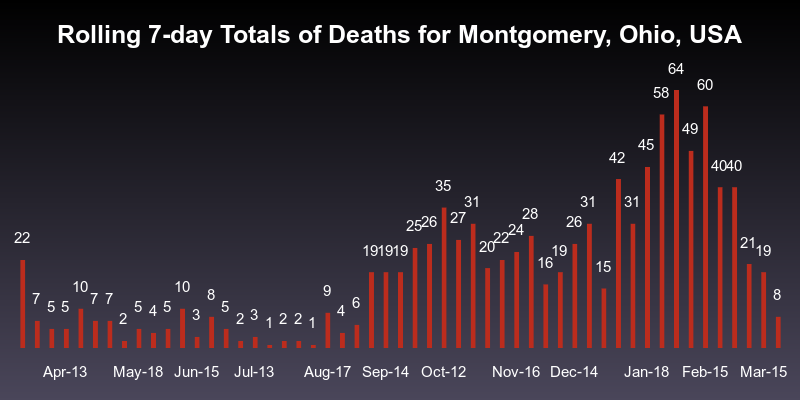 Rolling 7-day Totals of Deaths for Montgomery, Ohio, USA
22 7 5 5 10 7 7 2 5 4 5 10 3 8 5 2 3 1 2 2 1 9 4 6 19 19 19 25 26 35 27 31 20 22 24 28 16 19 26 31 15 42 31 45 58 64 49 60 40 40 21 19 8
Apr-13 May-18 Jun-15 Jul-13 Aug-17 Sep-14 Oct-12 Nov-16 Dec-14 Jan-18 Feb-15 Mar-15